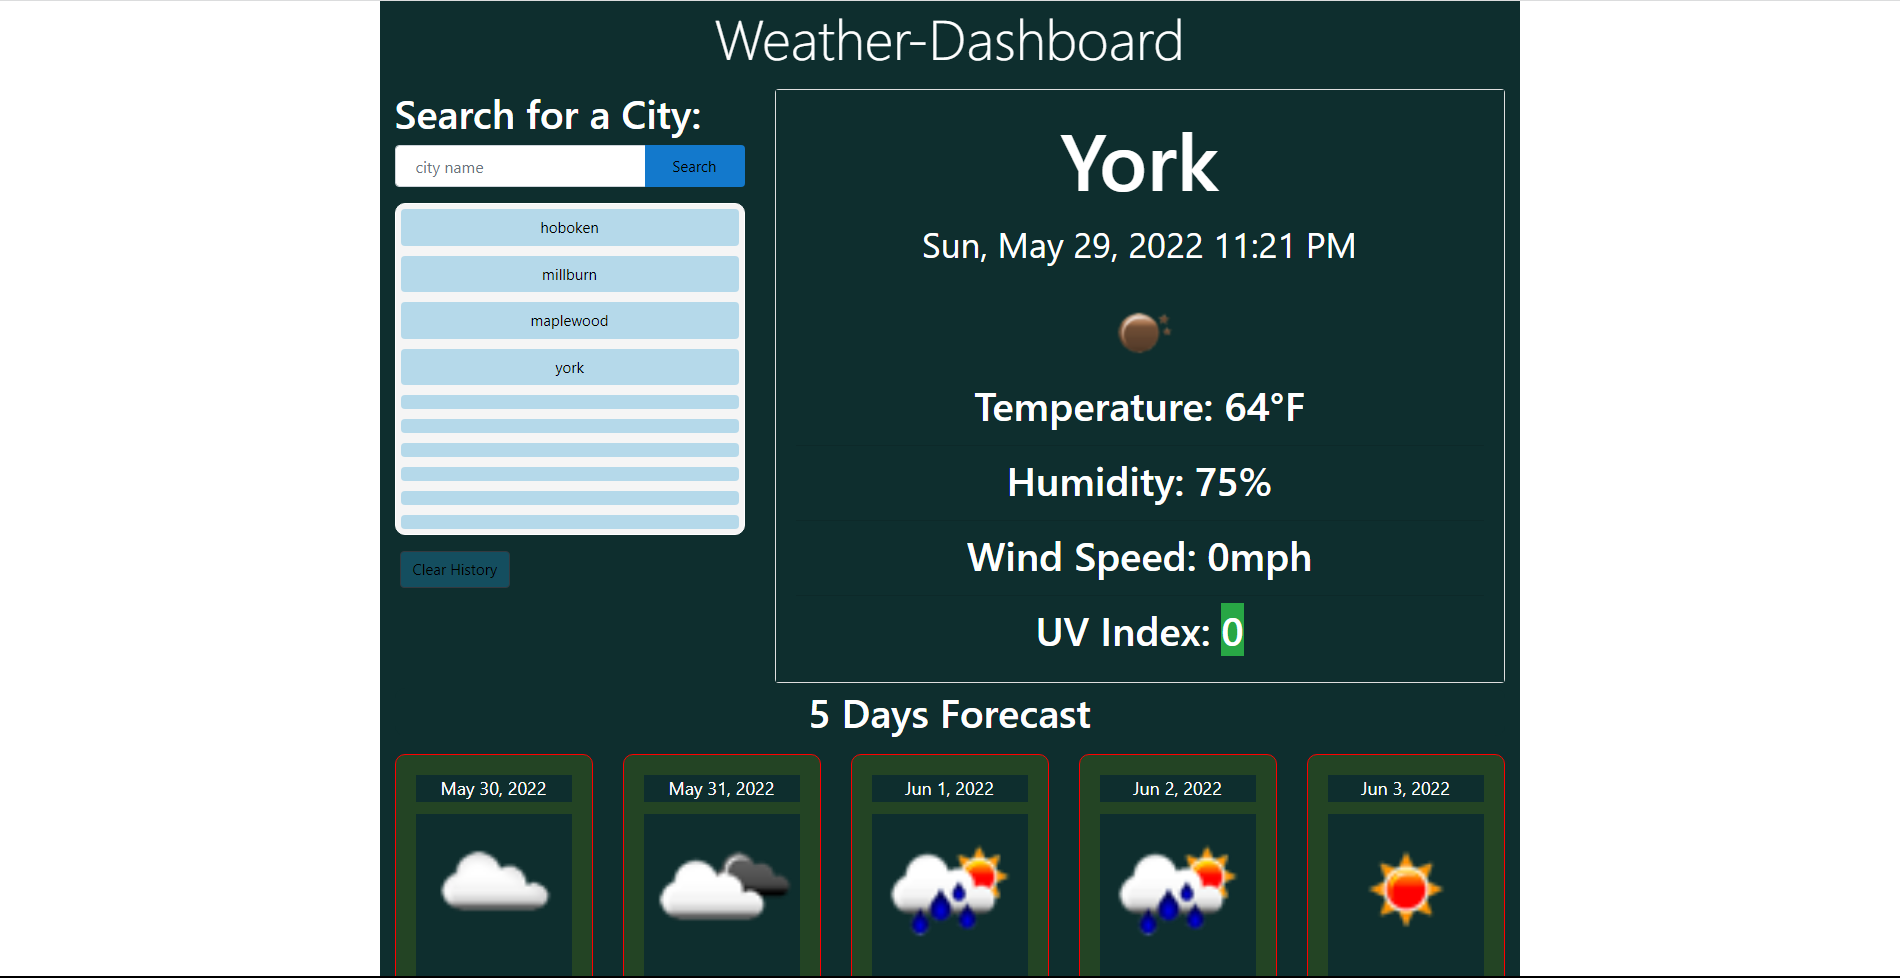 Weather-Dashboard
Search for a City:
city name
Search
hoboken
millburn
maplewood
york
Clear History
York
Sun, May 29, 2022 11:21 PM
Temperature: 64°F
Humidity: 75%
Wind Speed: 0mph
UV Index: 0
5 Days Forecast
May 30, 2022
May 31, 2022
Jun 1, 2022
Jun 2, 2022
Jun 3, 2022